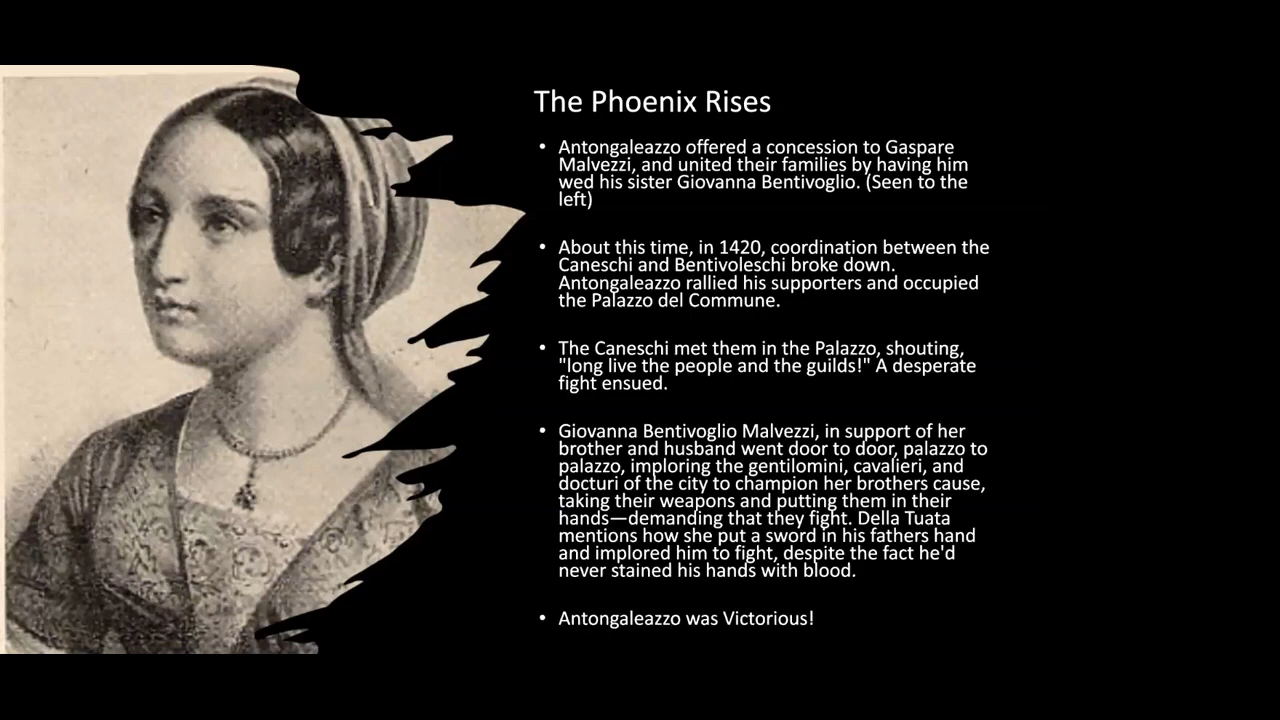 The Phoenix Rises
• Antongaleazzo offered a concession to Gaspare
Malvezzi, and united their families by having him
wed his sister Giovanna Bentivoglio. (Seen to the
left)
• About this time, in 1420, coordination between the
Caneschi and Bentivoleschi broke down.
Antongaleazzo rallied his supporters and occupied
the Palazzo del Commune.
• The Caneschi met them in the Palazzo, shouting,
"long live the people and the guilds!" A desperate
fight ensued.
• Giovanna Bentivoglio Malvezzi, in support of her
brother and husband went door to door, palazzo to
palazzo, imploring the gentilomini, cavalieri, and
docturi of the city to champion her brothers cause,
taking their weapons and putting them in their
hands—demanding that they fight. Della Tuata
mentions how she put a sword in his fathers hand
and implored him to fight, despite the fact he'd
never stained his hands with blood.
• Antongaleazzo was Victorious!